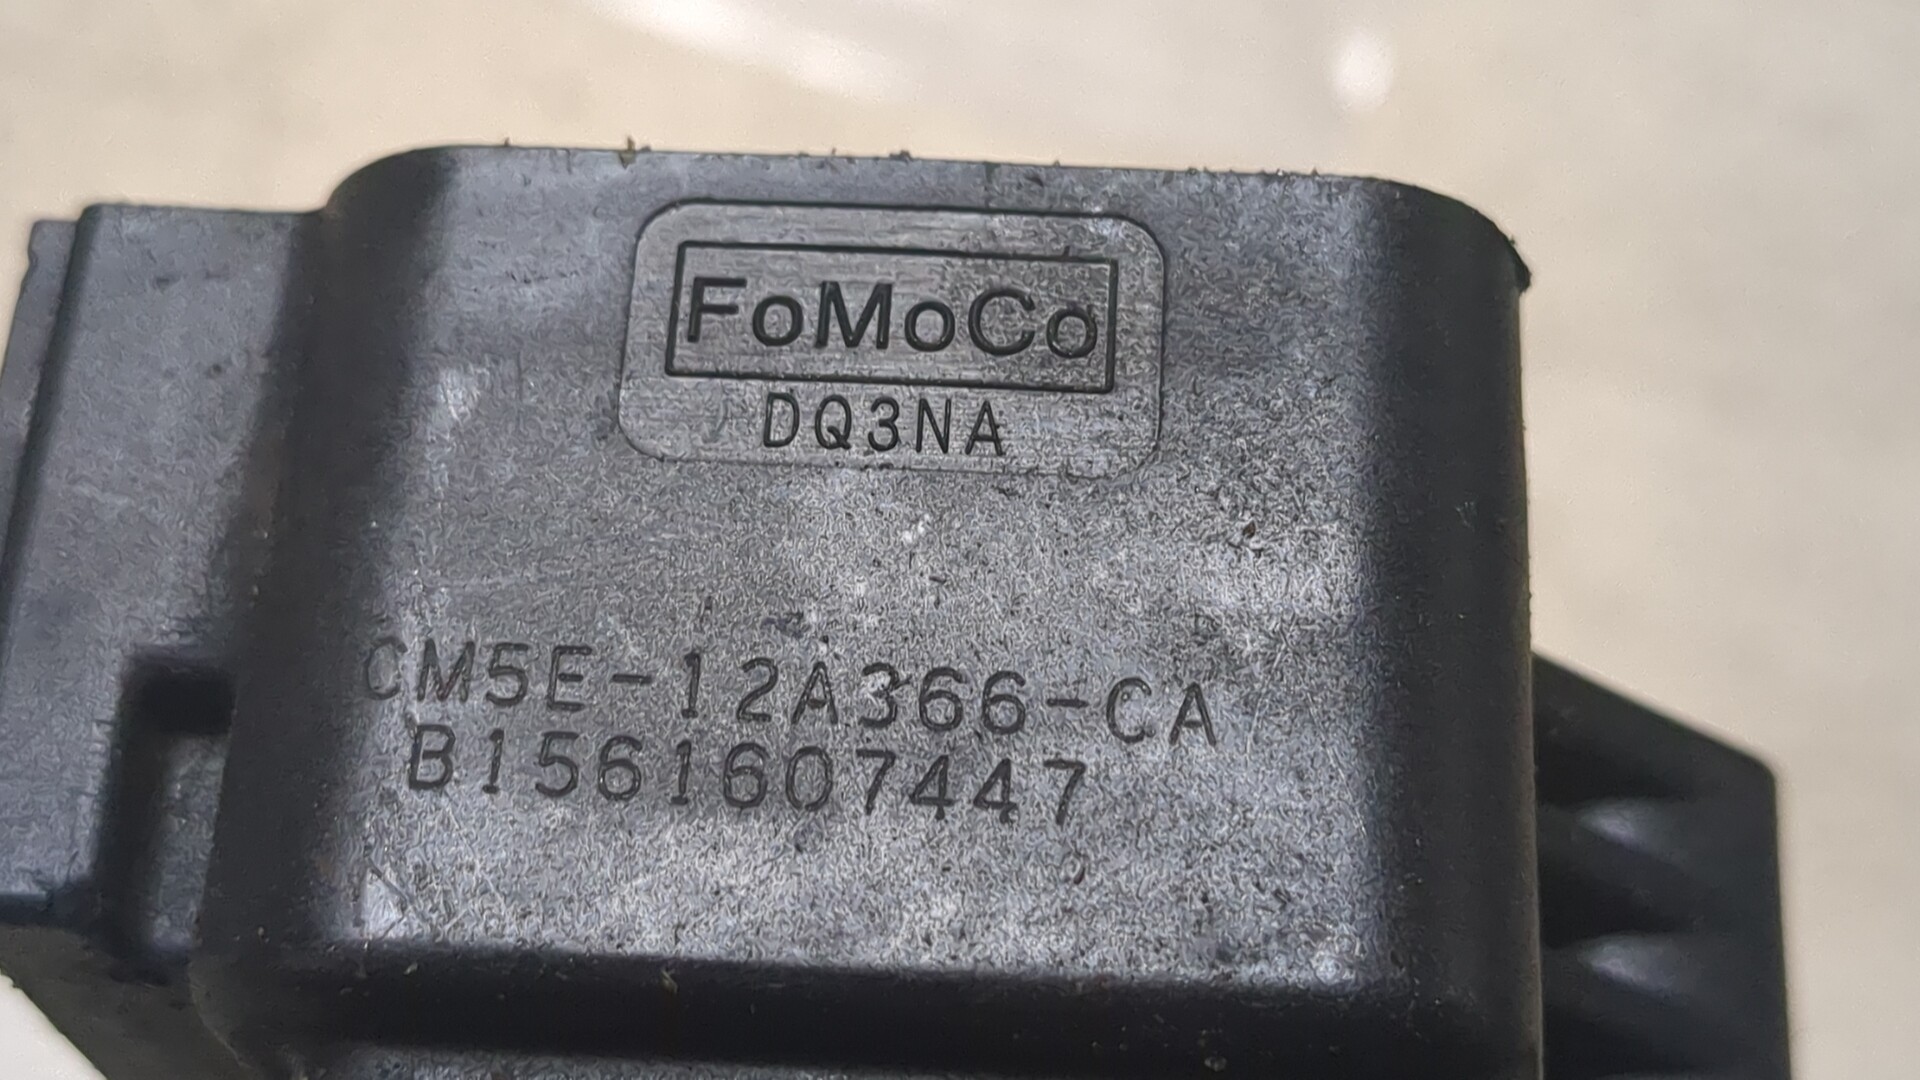 FoMoCo
DQ3NA
CM5E-12A366-CA
B1561607447